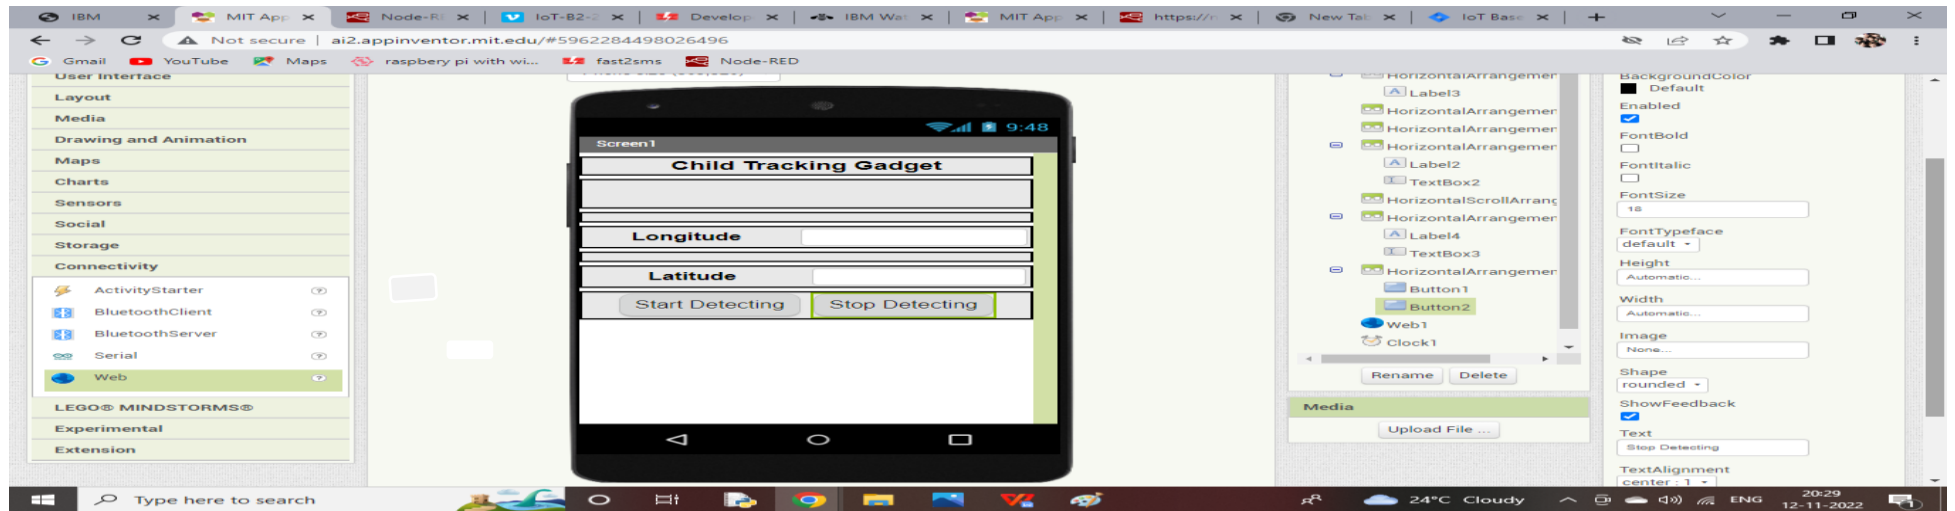 IBM
MIT App
Node-RE
IoT-B2-2
Develop
IBM Wat
MIT App
https://n
New Tab
IoT Base
Not secure | ai2.appinventor.mit.edu/#5962284498026496
Gmail
YouTube
Maps
raspbery pi with wi...
fast2sms
Node-RED
User Interface
Layout
Media
Drawing and Animation
Maps
Charts
Sensors
Social
Storage
Connectivity
ActivityStarter
BluetoothClient
BluetoothServer
Serial
Web
LEGO® MINDSTORMS®
Experimental
Extension
9:48
Screen1
Child Tracking Gadget
Longitude
Latitude
Start Detecting
Stop Detecting
HorizontalArrangemer
Label3
HorizontalArrangemer
HorizontalArrangemer
HorizontalArrangemer
Label2
TextBox2
HorizontalScrollArrang
HorizontalArrangemer
Label4
TextBox3
HorizontalArrangemer
Button1
Button2
Web1
Clock1
Rename
Delete
Media
Upload File ...
BackgroundColor
Default
Enabled
FontBold
FontItalic
FontSize
FontTypeface
default
Height
Automatic...
Width
Automatic...
Image
None...
Shape
rounded
ShowFeedback
Text
Stop Detecting
TextAlignment
center : 1
Type here to search
24°C Cloudy
ENG
20:29
12-11-2022